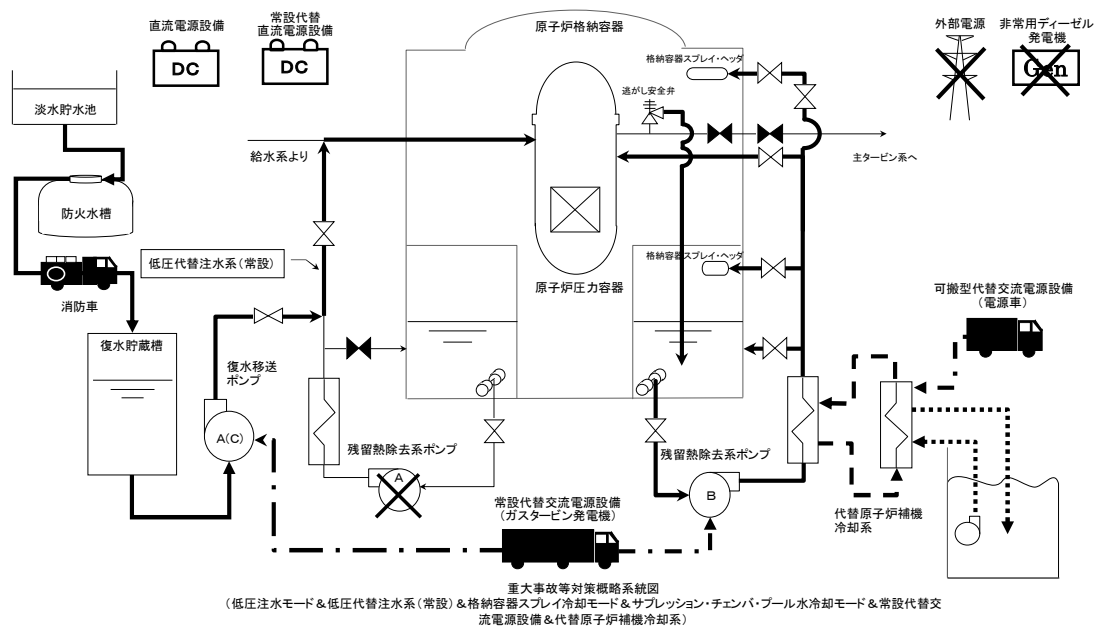 直流電源設備
常設代替
直流電源設備
DC
DC
原子炉格納容器
外部電源
非常用ディーゼル
発電機
Gen
格納容器スプレイ・ヘッダ
逃がし安全弁
淡水貯水池
給水系より
主タービン系へ
防火水槽
低圧代替注水系(常設)
格納容器スプレイ・ヘッダ
原子炉圧力容器
消防車
可搬型代替交流電源設備
(電源車)
復水貯蔵槽
復水移送
ポンプ
A(C)
残留熱除去系ポンプ
A
残留熱除去系ポンプ
B
常設代替交流電源設備
(ガスタービン発電機)
代替原子炉補機
冷却系
重大事故等対策概略系統図
(低圧注水モード&低圧代替注水系(常設)&格納容器スプレイ冷却モード&サプレッション・チェンバ・プール水冷却モード&常設代替交
流電源設備&代替原子炉補機冷却系)